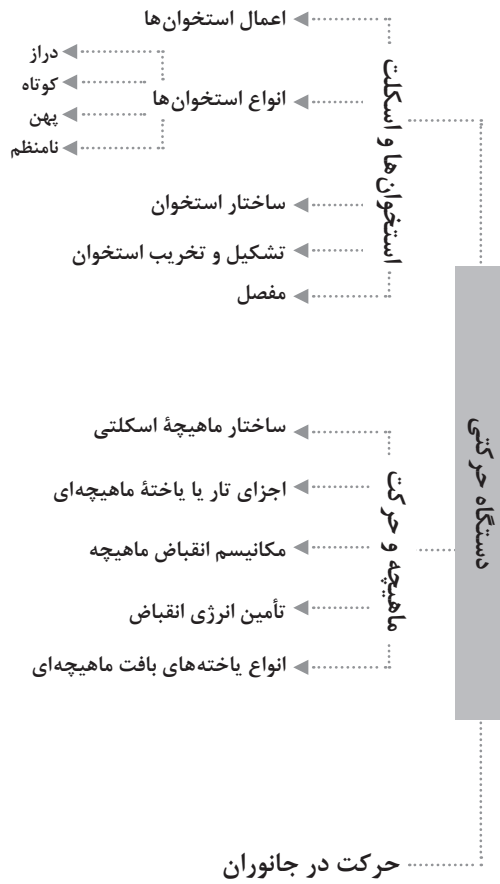 دستگاه حرکتی
استخوان‌ها و اسکلت
اعمال استخوان‌ها
انواع استخوان‌ها
دراز
کوتاه
پهن
نامنظم
ساختار استخوان
تشکیل و تخریب استخوان
مفصل
ماهیچه و حرکت
ساختار ماهیچهٔ اسکلتی
اجزای تار یا یاختهٔ ماهیچه‌ای
مکانیسم انقباض ماهیچه
تأمین انرژی انقباض
انواع یاخته‌های بافت ماهیچه‌ای
حرکت در جانوران